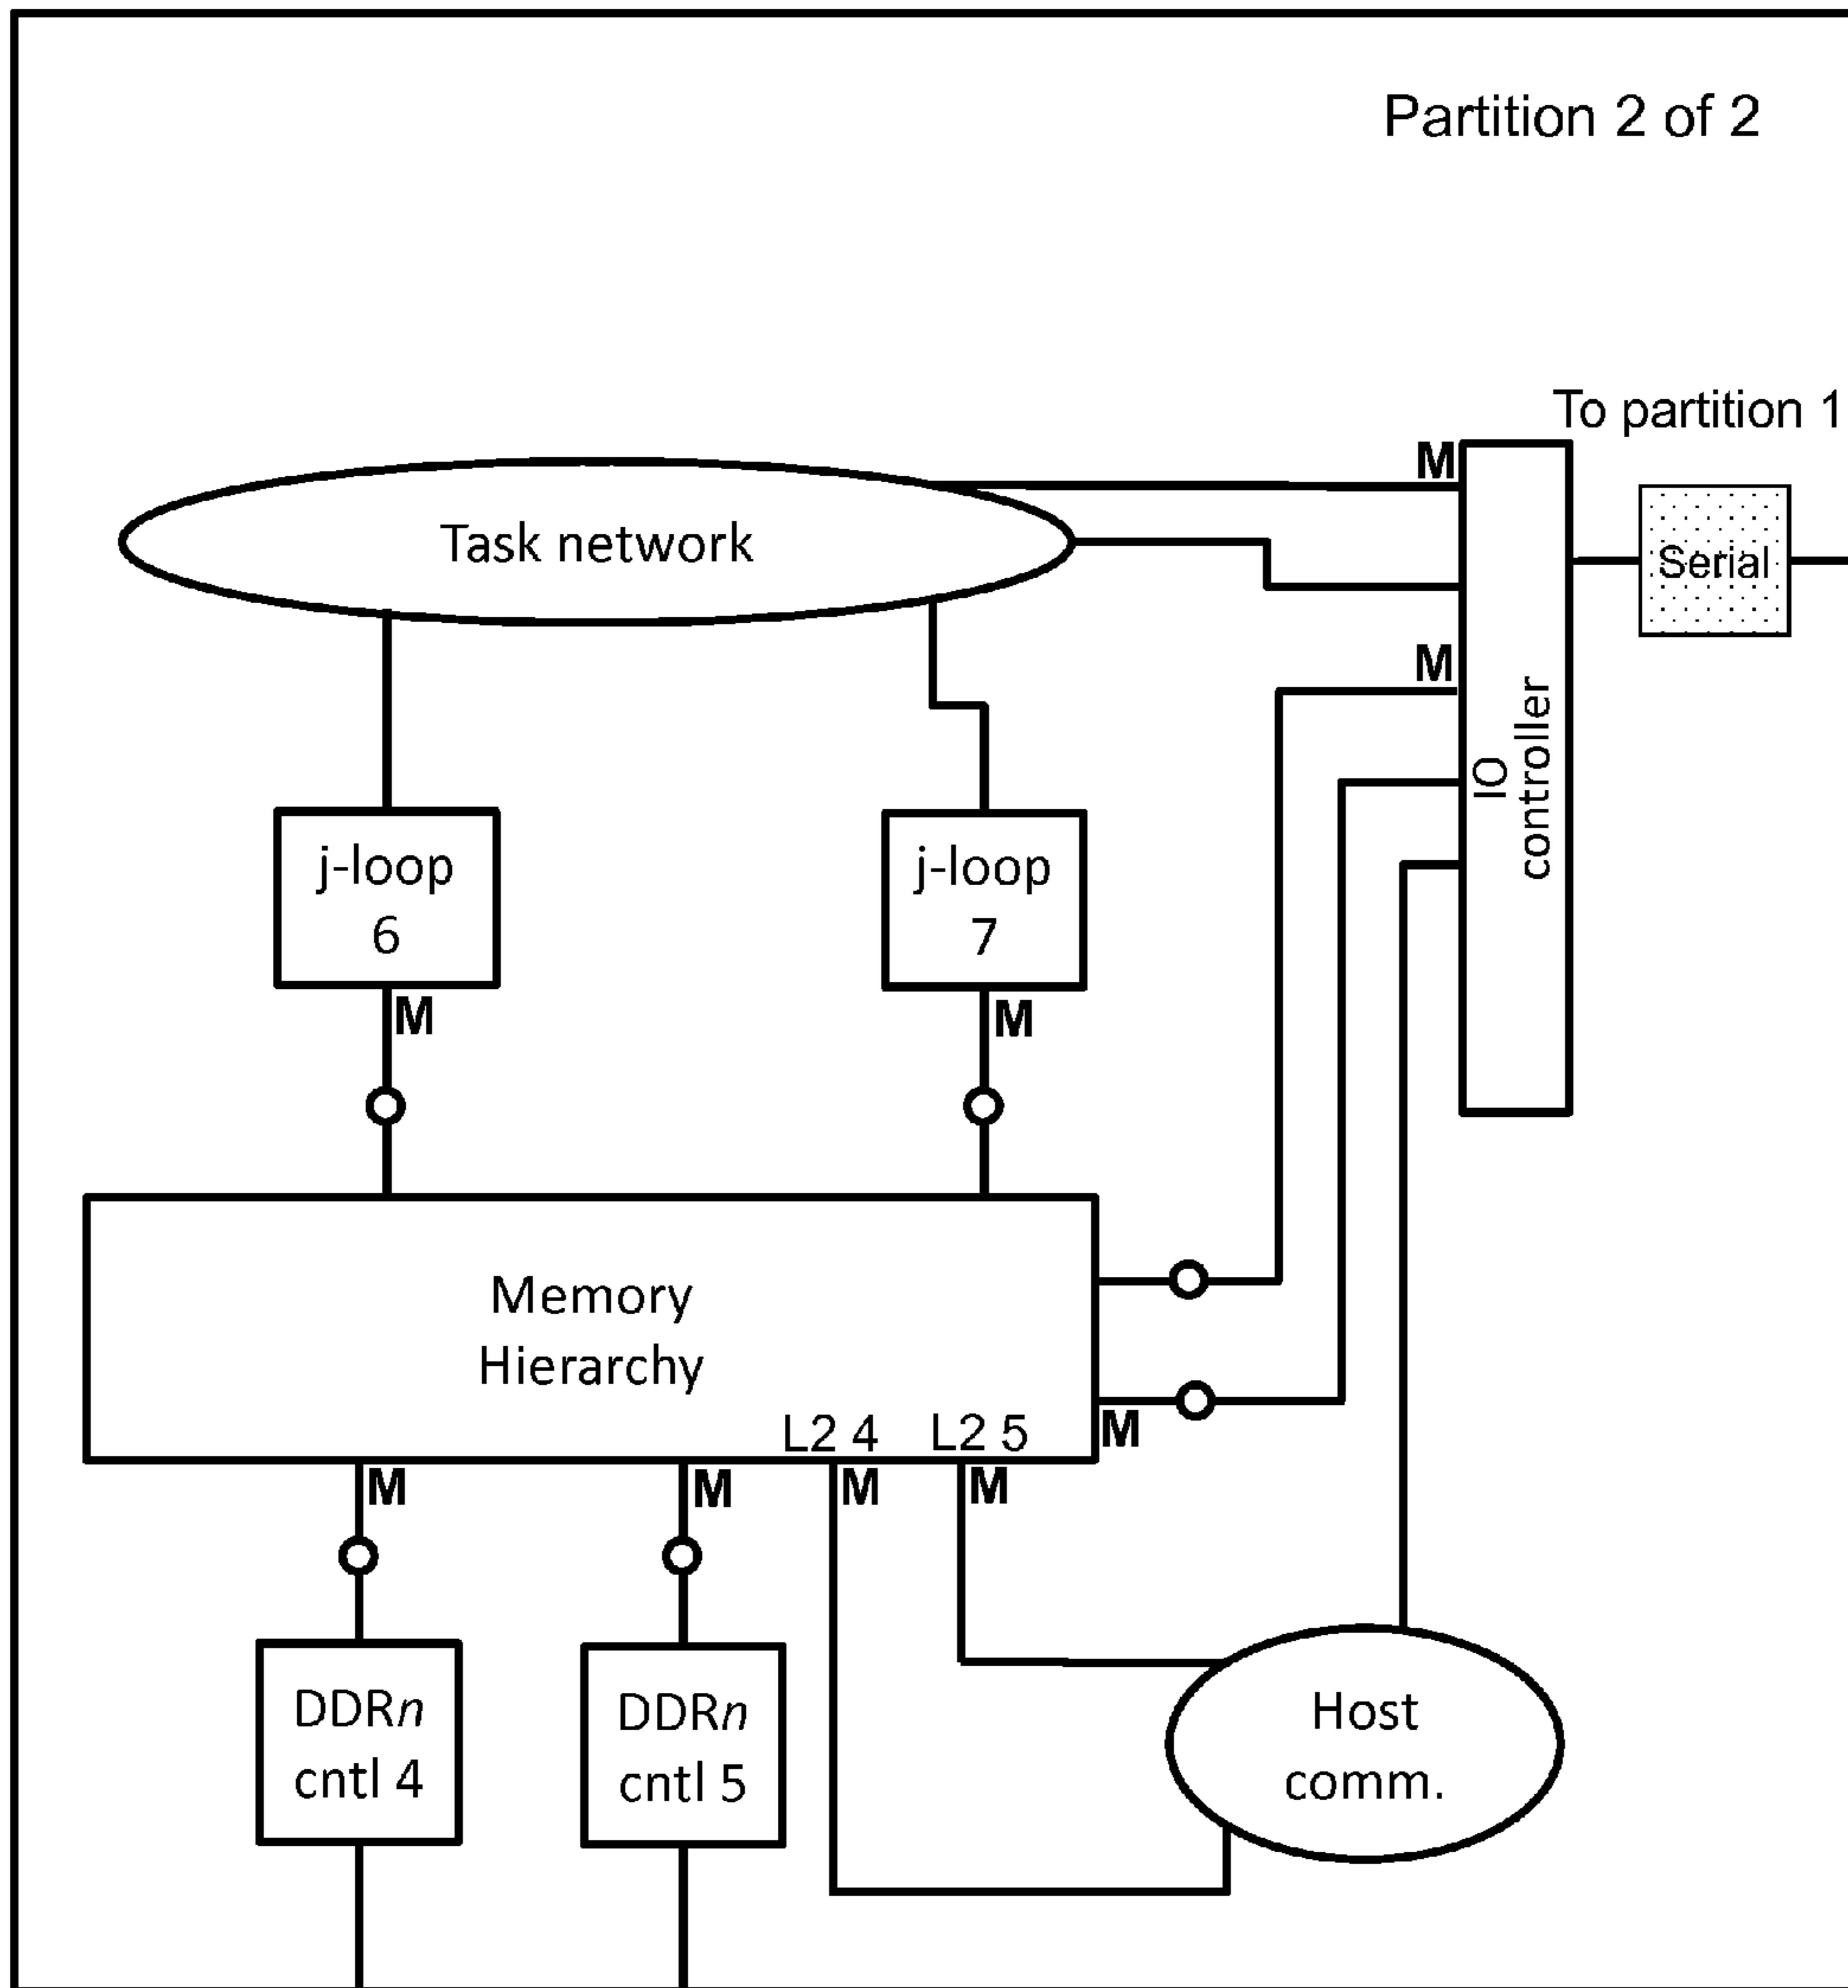 Partition 2 of 2
To partition 1
M
Task network
Serial
M
IO
controller
j-loop
6
j-loop
7
M
M
Memory
Hierarchy
L2 4
L2 5
M
M
M
M
M
DDRn
cntl 4
DDRn
cntl 5
Host
comm.